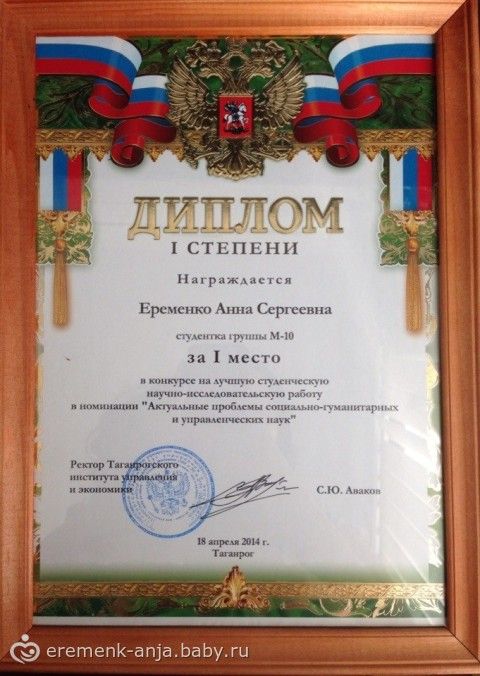 ДИПЛОМ
I СТЕПЕНИ
Награждается
Еременко Анна Сергеевна
студентка группы М-10
за I место
в конкурсе на лучшую студенческую
научно-исследовательскую работу
в номинации "Актуальные проблемы социально-гуманитарных
и управленческих наук"
Ректор Таганрогского
института управления
и экономики
С.Ю. Аваков
18 апреля 2014 г.
Таганрог
eremenk-anja.baby.ru